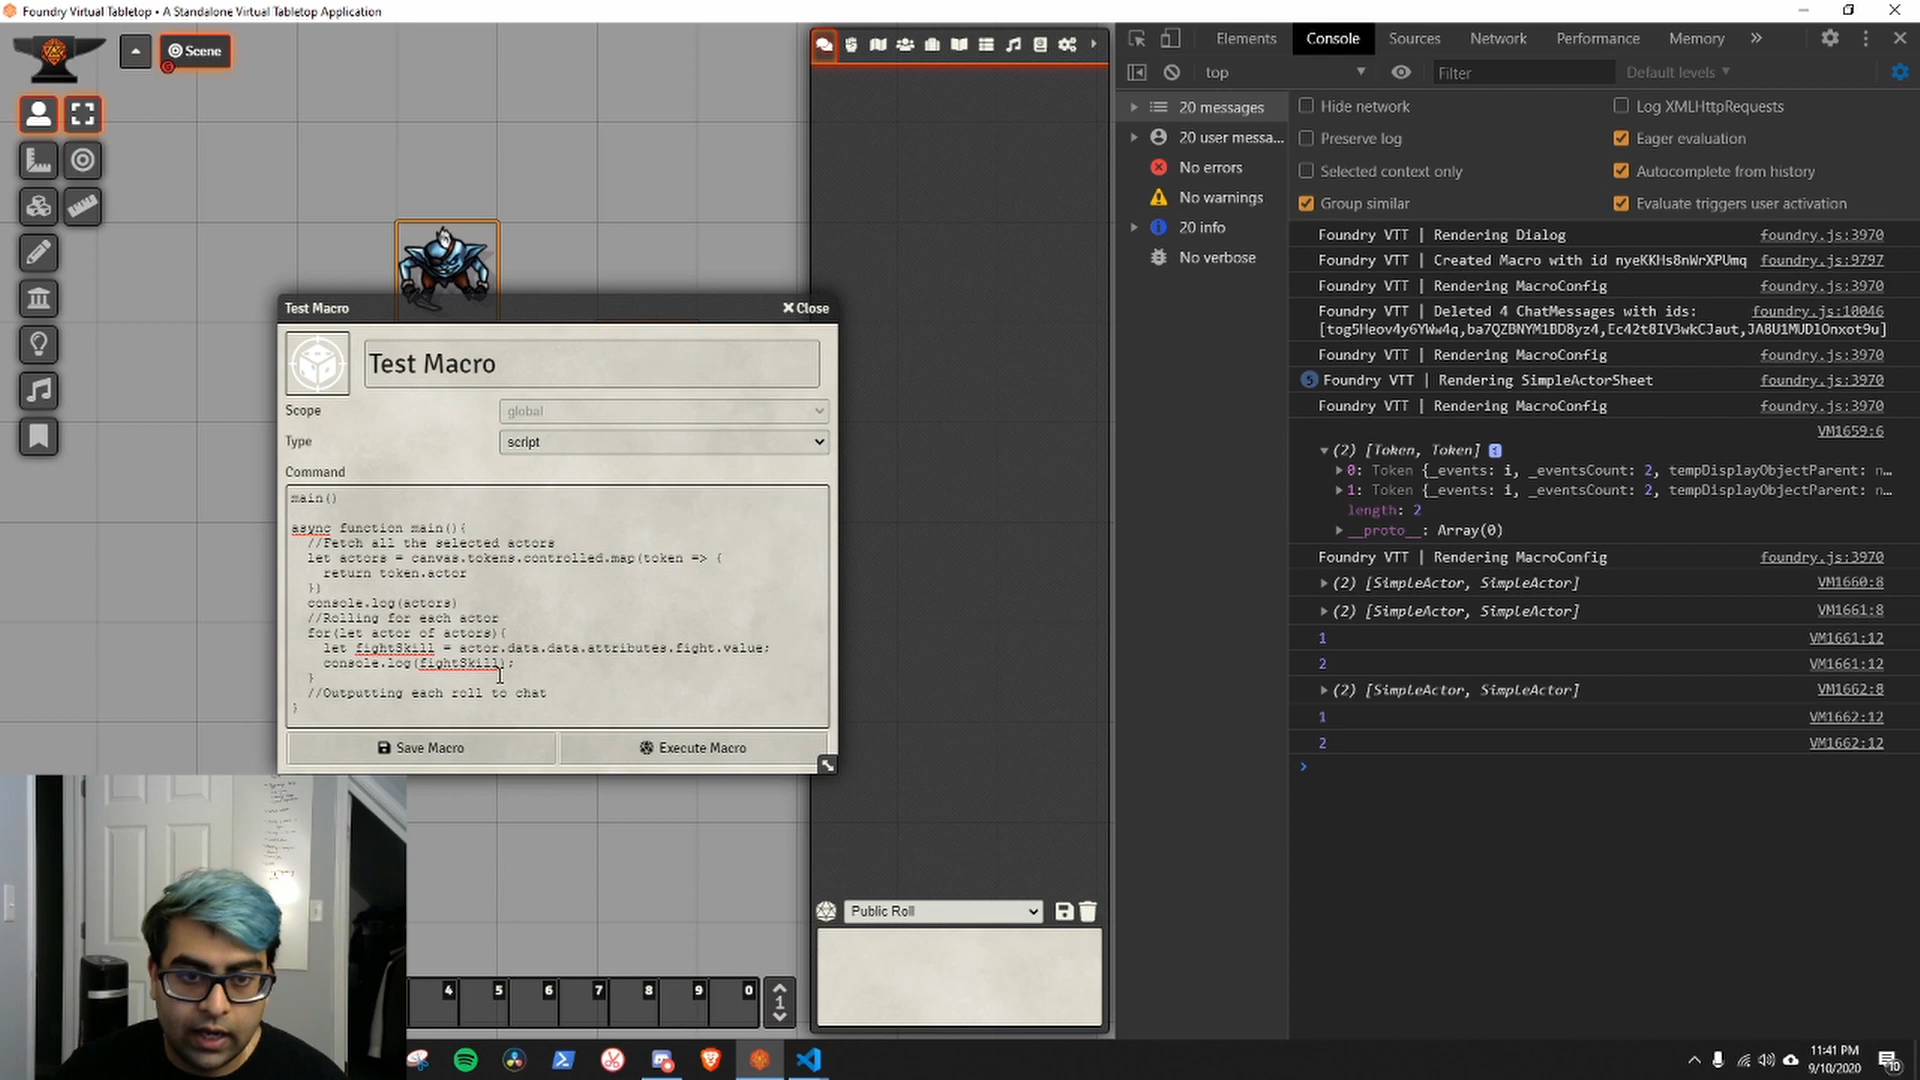 Foundry Virtual Tabletop • A Standalone Virtual Tabletop Application
Scene
G
Test Macro
Close
Test Macro
Scope
global
Type
script
Command
main()
async function main(){
//Fetch all the selected actors
let actors = canvas.tokens.controlled.map(token => {
return token.actor
})
console.log(actors)
//Rolling for each actor
for(let actor of actors){
let fightSkill = actor.data.data.attributes.fight.value;
console.log(fightSkill);
}
//Outputting each roll to chat
}
Save Macro
Execute Macro
4 5 6 7 8 9 0
1
Public Roll
Elements Console Sources Network Performance Memory »
top
Filter
Default levels
20 messages
20 user messa...
No errors
No warnings
20 info
No verbose
Hide network
Log XMLHttpRequests
Preserve log
Eager evaluation
Selected context only
Autocomplete from history
Group similar
Evaluate triggers user activation
Foundry VTT | Rendering Dialog foundry.js:3970
Foundry VTT | Created Macro with id nyeKKHs8nWrXPUmq foundry.js:9797
Foundry VTT | Rendering MacroConfig foundry.js:3970
Foundry VTT | Deleted 4 ChatMessages with ids: foundry.js:10046
[tog5Heov4y6YWw4q,ba7QZBNYM1BD8yz4,Ec42t8IV3wkCJaut,JA8U1MUDlOnxot9u]
Foundry VTT | Rendering MacroConfig foundry.js:3970
5 Foundry VTT | Rendering SimpleActorSheet foundry.js:3970
Foundry VTT | Rendering MacroConfig foundry.js:3970
VM1659:6
(2) [Token, Token] i
0: Token {_events: i, _eventsCount: 2, tempDisplayObjectParent: n...
1: Token {_events: i, _eventsCount: 2, tempDisplayObjectParent: n...
length: 2
__proto__: Array(0)
Foundry VTT | Rendering MacroConfig foundry.js:3970
(2) [SimpleActor, SimpleActor] VM1660:8
(2) [SimpleActor, SimpleActor] VM1661:8
1 VM1661:12
2 VM1661:12
(2) [SimpleActor, SimpleActor] VM1662:8
1 VM1662:12
2 VM1662:12
11:41 PM
9/10/2020
10